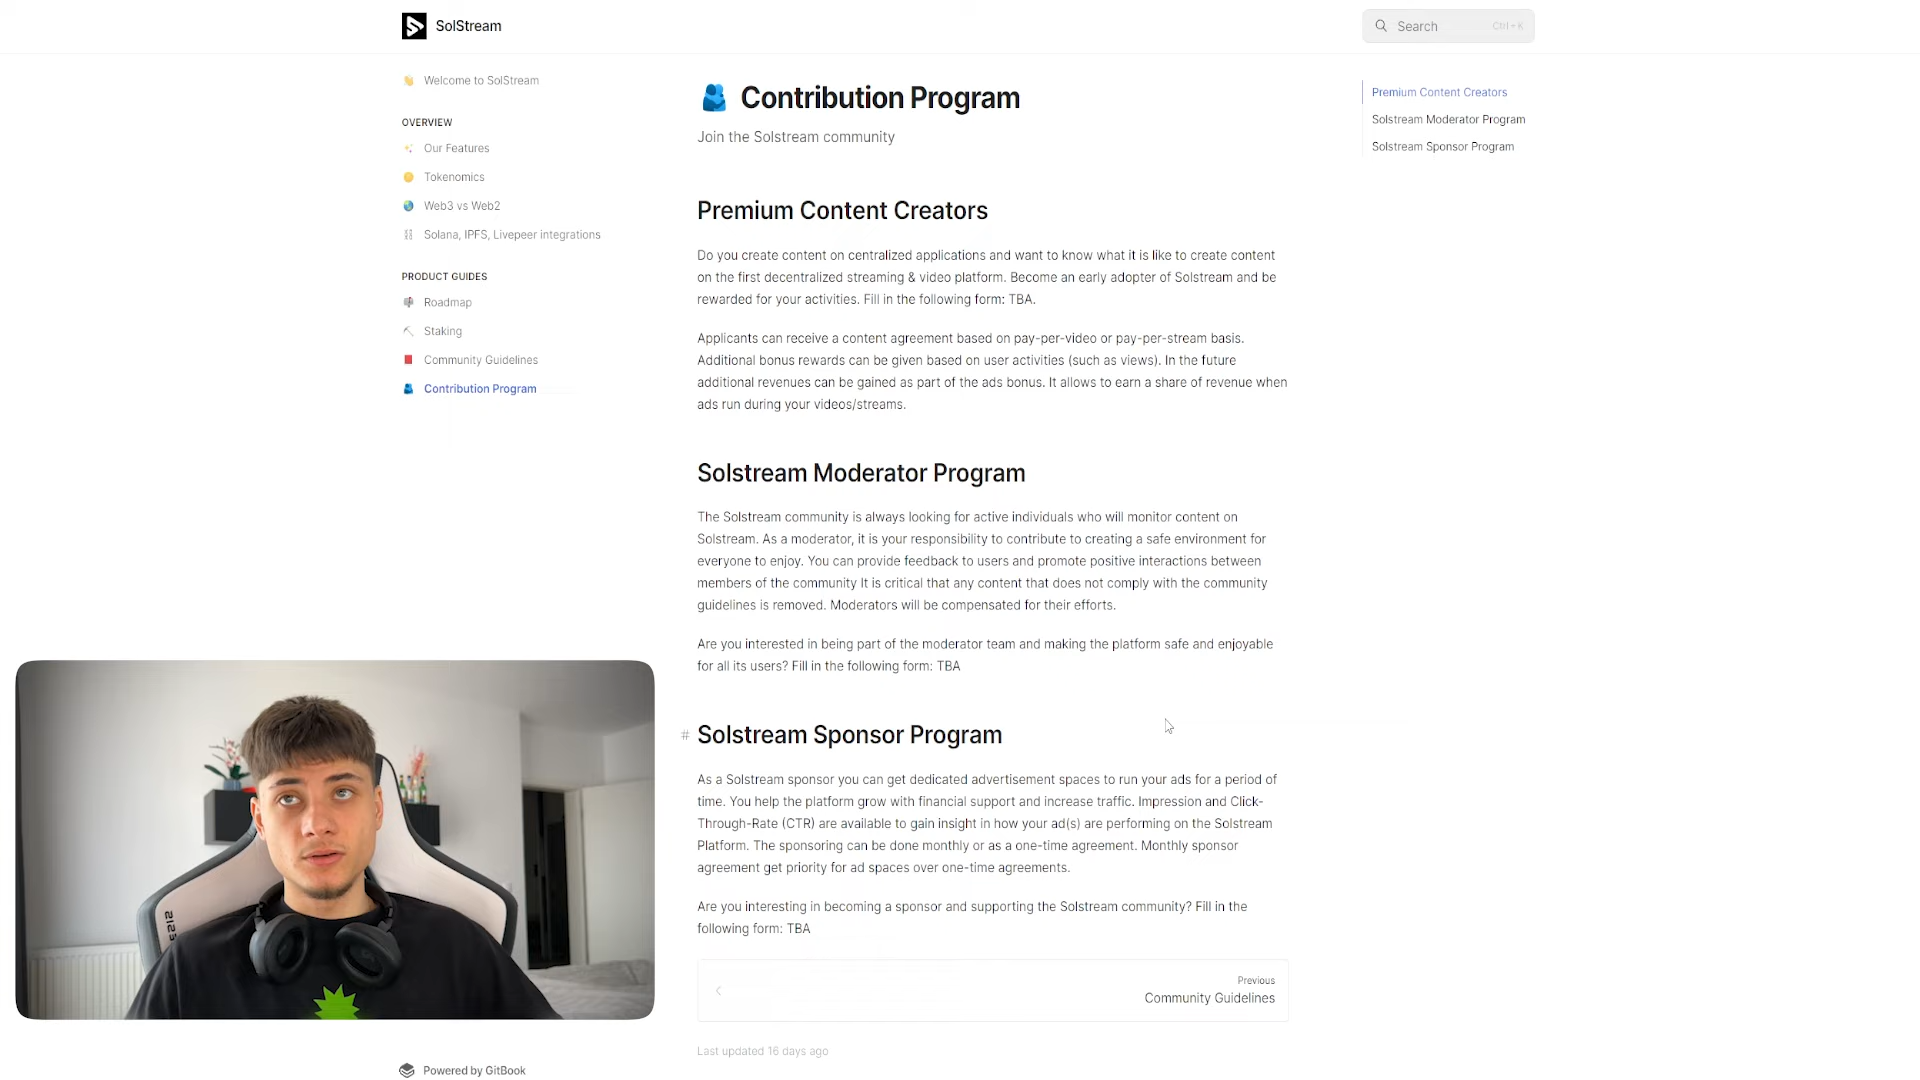 SolStream
Search
Ctrl + K
Welcome to SolStream
OVERVIEW
Our Features
Tokenomics
Web3 vs Web2
Solana, IPFS, Livepeer integrations
PRODUCT GUIDES
Roadmap
Staking
Community Guidelines
Contribution Program
Contribution Program
Join the Solstream community
Premium Content Creators
Do you create content on centralized applications and want to know what it is like to create content
on the first decentralized streaming & video platform. Become an early adopter of Solstream and be
rewarded for your activities. Fill in the following form: TBA.
Applicants can receive a content agreement based on pay-per-video or pay-per-stream basis.
Additional bonus rewards can be given based on user activities (such as views). In the future
additional revenues can be gained as part of the ads bonus. It allows to earn a share of revenue when
ads run during your videos/streams.
Solstream Moderator Program
The Solstream community is always looking for active individuals who will monitor content on
Solstream. As a moderator, it is your responsibility to contribute to creating a safe environment for
everyone to enjoy. You can provide feedback to users and promote positive interactions between
members of the community It is critical that any content that does not comply with the community
guidelines is removed. Moderators will be compensated for their efforts.
Are you interested in being part of the moderator team and making the platform safe and enjoyable
for all its users? Fill in the following form: TBA
# Solstream Sponsor Program
As a Solstream sponsor you can get dedicated advertisement spaces to run your ads for a period of
time. You help the platform grow with financial support and increase traffic. Impression and Click-
Through-Rate (CTR) are available to gain insight in how your ad(s) are performing on the Solstream
Platform. The sponsoring can be done monthly or as a one-time agreement. Monthly sponsor
agreement get priority for ad spaces over one-time agreements.
Are you interesting in becoming a sponsor and supporting the Solstream community? Fill in the
following form: TBA
Previous
Community Guidelines
Last updated 16 days ago
Premium Content Creators
Solstream Moderator Program
Solstream Sponsor Program
Powered by GitBook